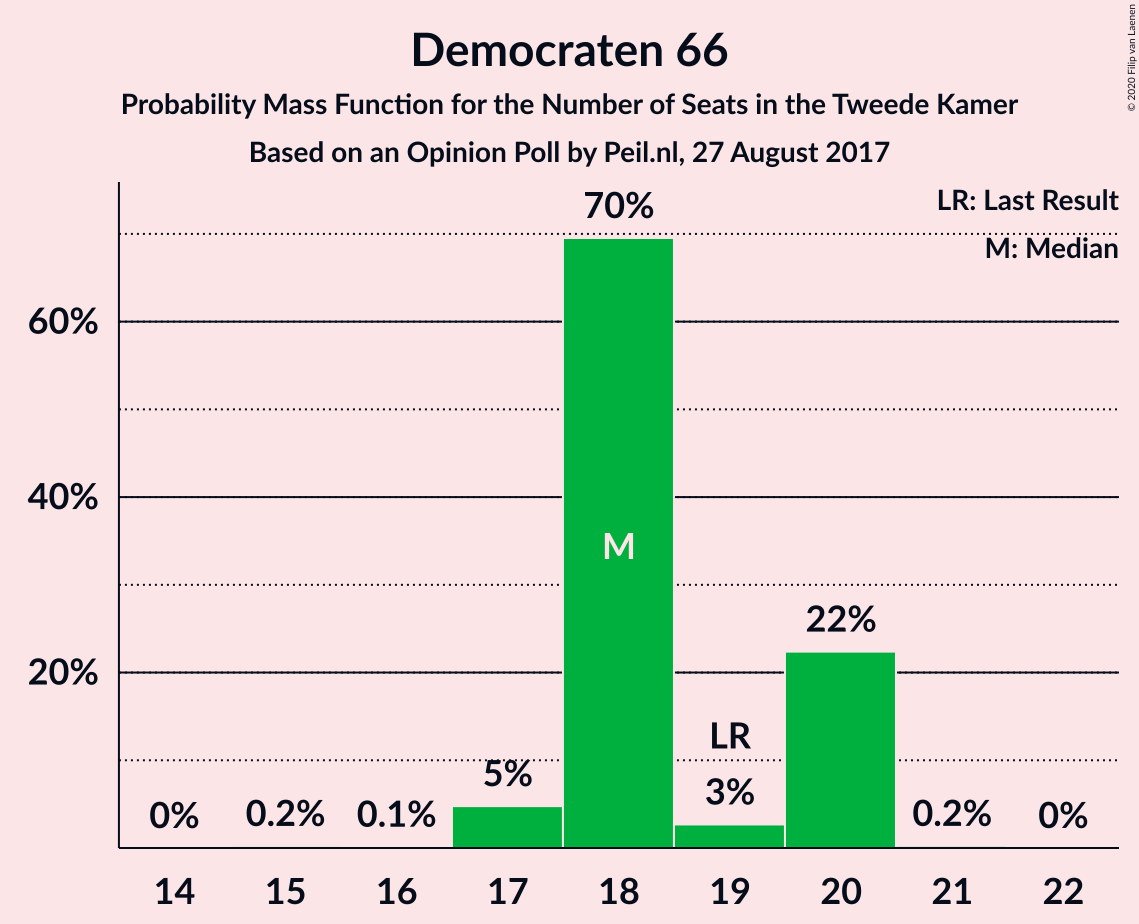 Democraten 66
Probability Mass Function for the Number of Seats in the Tweede Kamer
Based on an Opinion Poll by Peil.nl, 27 August 2017
© 2020 Filip van Laenen
LR: Last Result
M: Median
60%
40%
20%
0%
0.2%
0.1%
5%
70%
M
LR
3%
22%
0.2%
0%
14 15 16 17 18 19 20 21 22